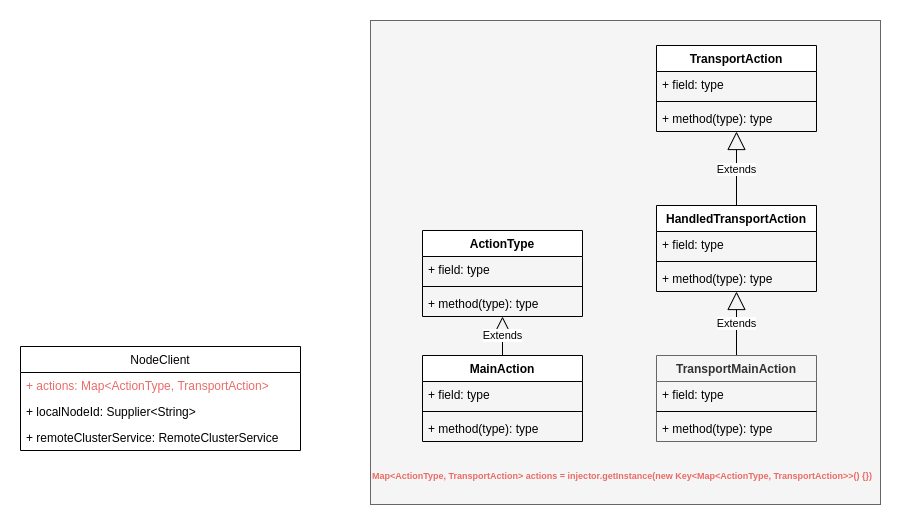 TransportAction
+ field: type
+ method(type): type
Extends
HandledTransportAction
+ field: type
+ method(type): type
Extends
TransportMainAction
+ field: type
+ method(type): type
ActionType
+ field: type
+ method(type): type
Extends
MainAction
+ field: type
+ method(type): type
NodeClient
+ actions: Map<ActionType, TransportAction>
+ localNodeId: Supplier<String>
+ remoteClusterService: RemoteClusterService
Map<ActionType, TransportAction> actions = injector.getInstance(new Key<Map<ActionType, TransportAction>>() {})